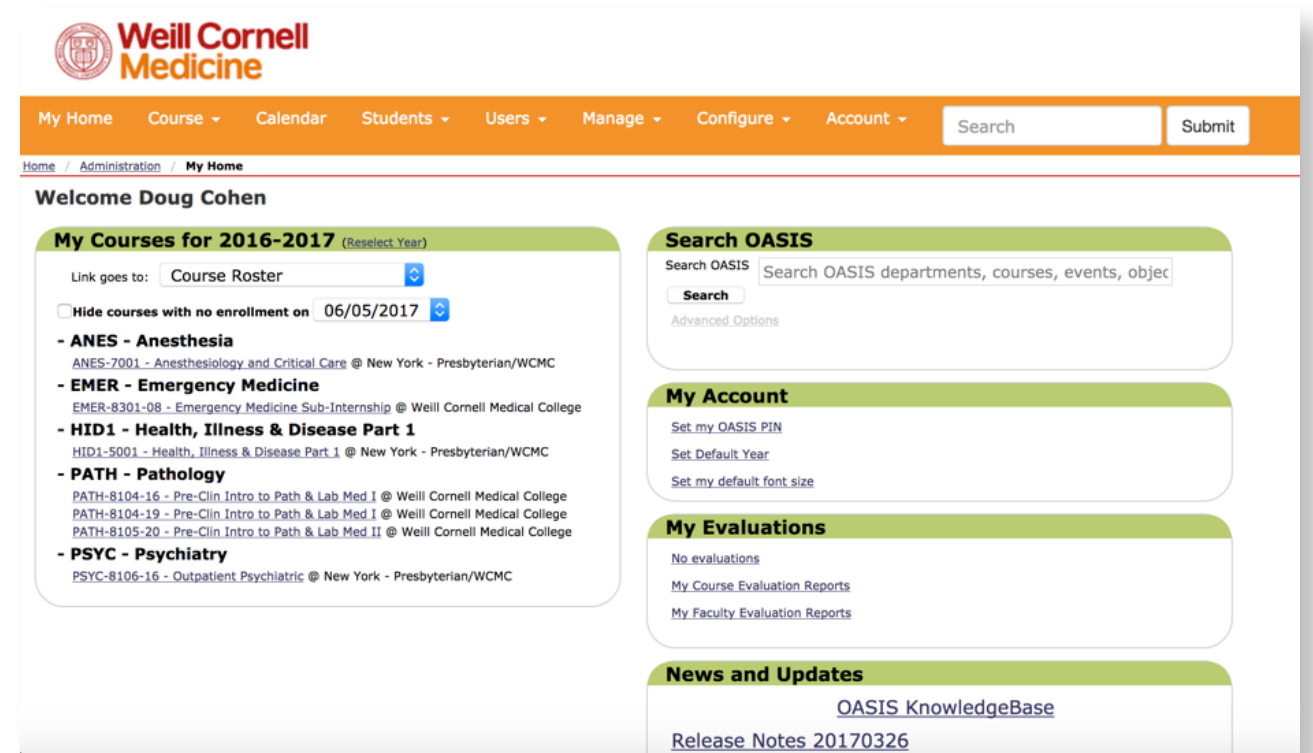 Weill Cornell
Medicine
My Home Course Calendar Students Users Manage Configure Account Search Submit
Home / Administration / My Home
Welcome Doug Cohen
My Courses for 2016-2017 (Reselect Year)
Link goes to: Course Roster
Hide courses with no enrollment on 06/05/2017
- ANES - Anesthesia
ANES-7001 - Anesthesiology and Critical Care @ New York - Presbyterian/WCMC
- EMER - Emergency Medicine
EMER-8301-08 - Emergency Medicine Sub-Internship @ Weill Cornell Medical College
- HID1 - Health, Illness & Disease Part 1
HID1-5001 - Health, Illness & Disease Part 1 @ New York - Presbyterian/WCMC
- PATH - Pathology
PATH-8104-16 - Pre-Clin Intro to Path & Lab Med I @ Weill Cornell Medical College
PATH-8104-19 - Pre-Clin Intro to Path & Lab Med I @ Weill Cornell Medical College
PATH-8105-20 - Pre-Clin Intro to Path & Lab Med II @ Weill Cornell Medical College
- PSYC - Psychiatry
PSYC-8106-16 - Outpatient Psychiatric @ New York - Presbyterian/WCMC
Search OASIS
Search OASIS Search OASIS departments, courses, events, objec
Search
Advanced Options
My Account
Set my OASIS PIN
Set Default Year
Set my default font size
My Evaluations
No evaluations
My Course Evaluation Reports
My Faculty Evaluation Reports
News and Updates
OASIS KnowledgeBase
Release Notes 20170326